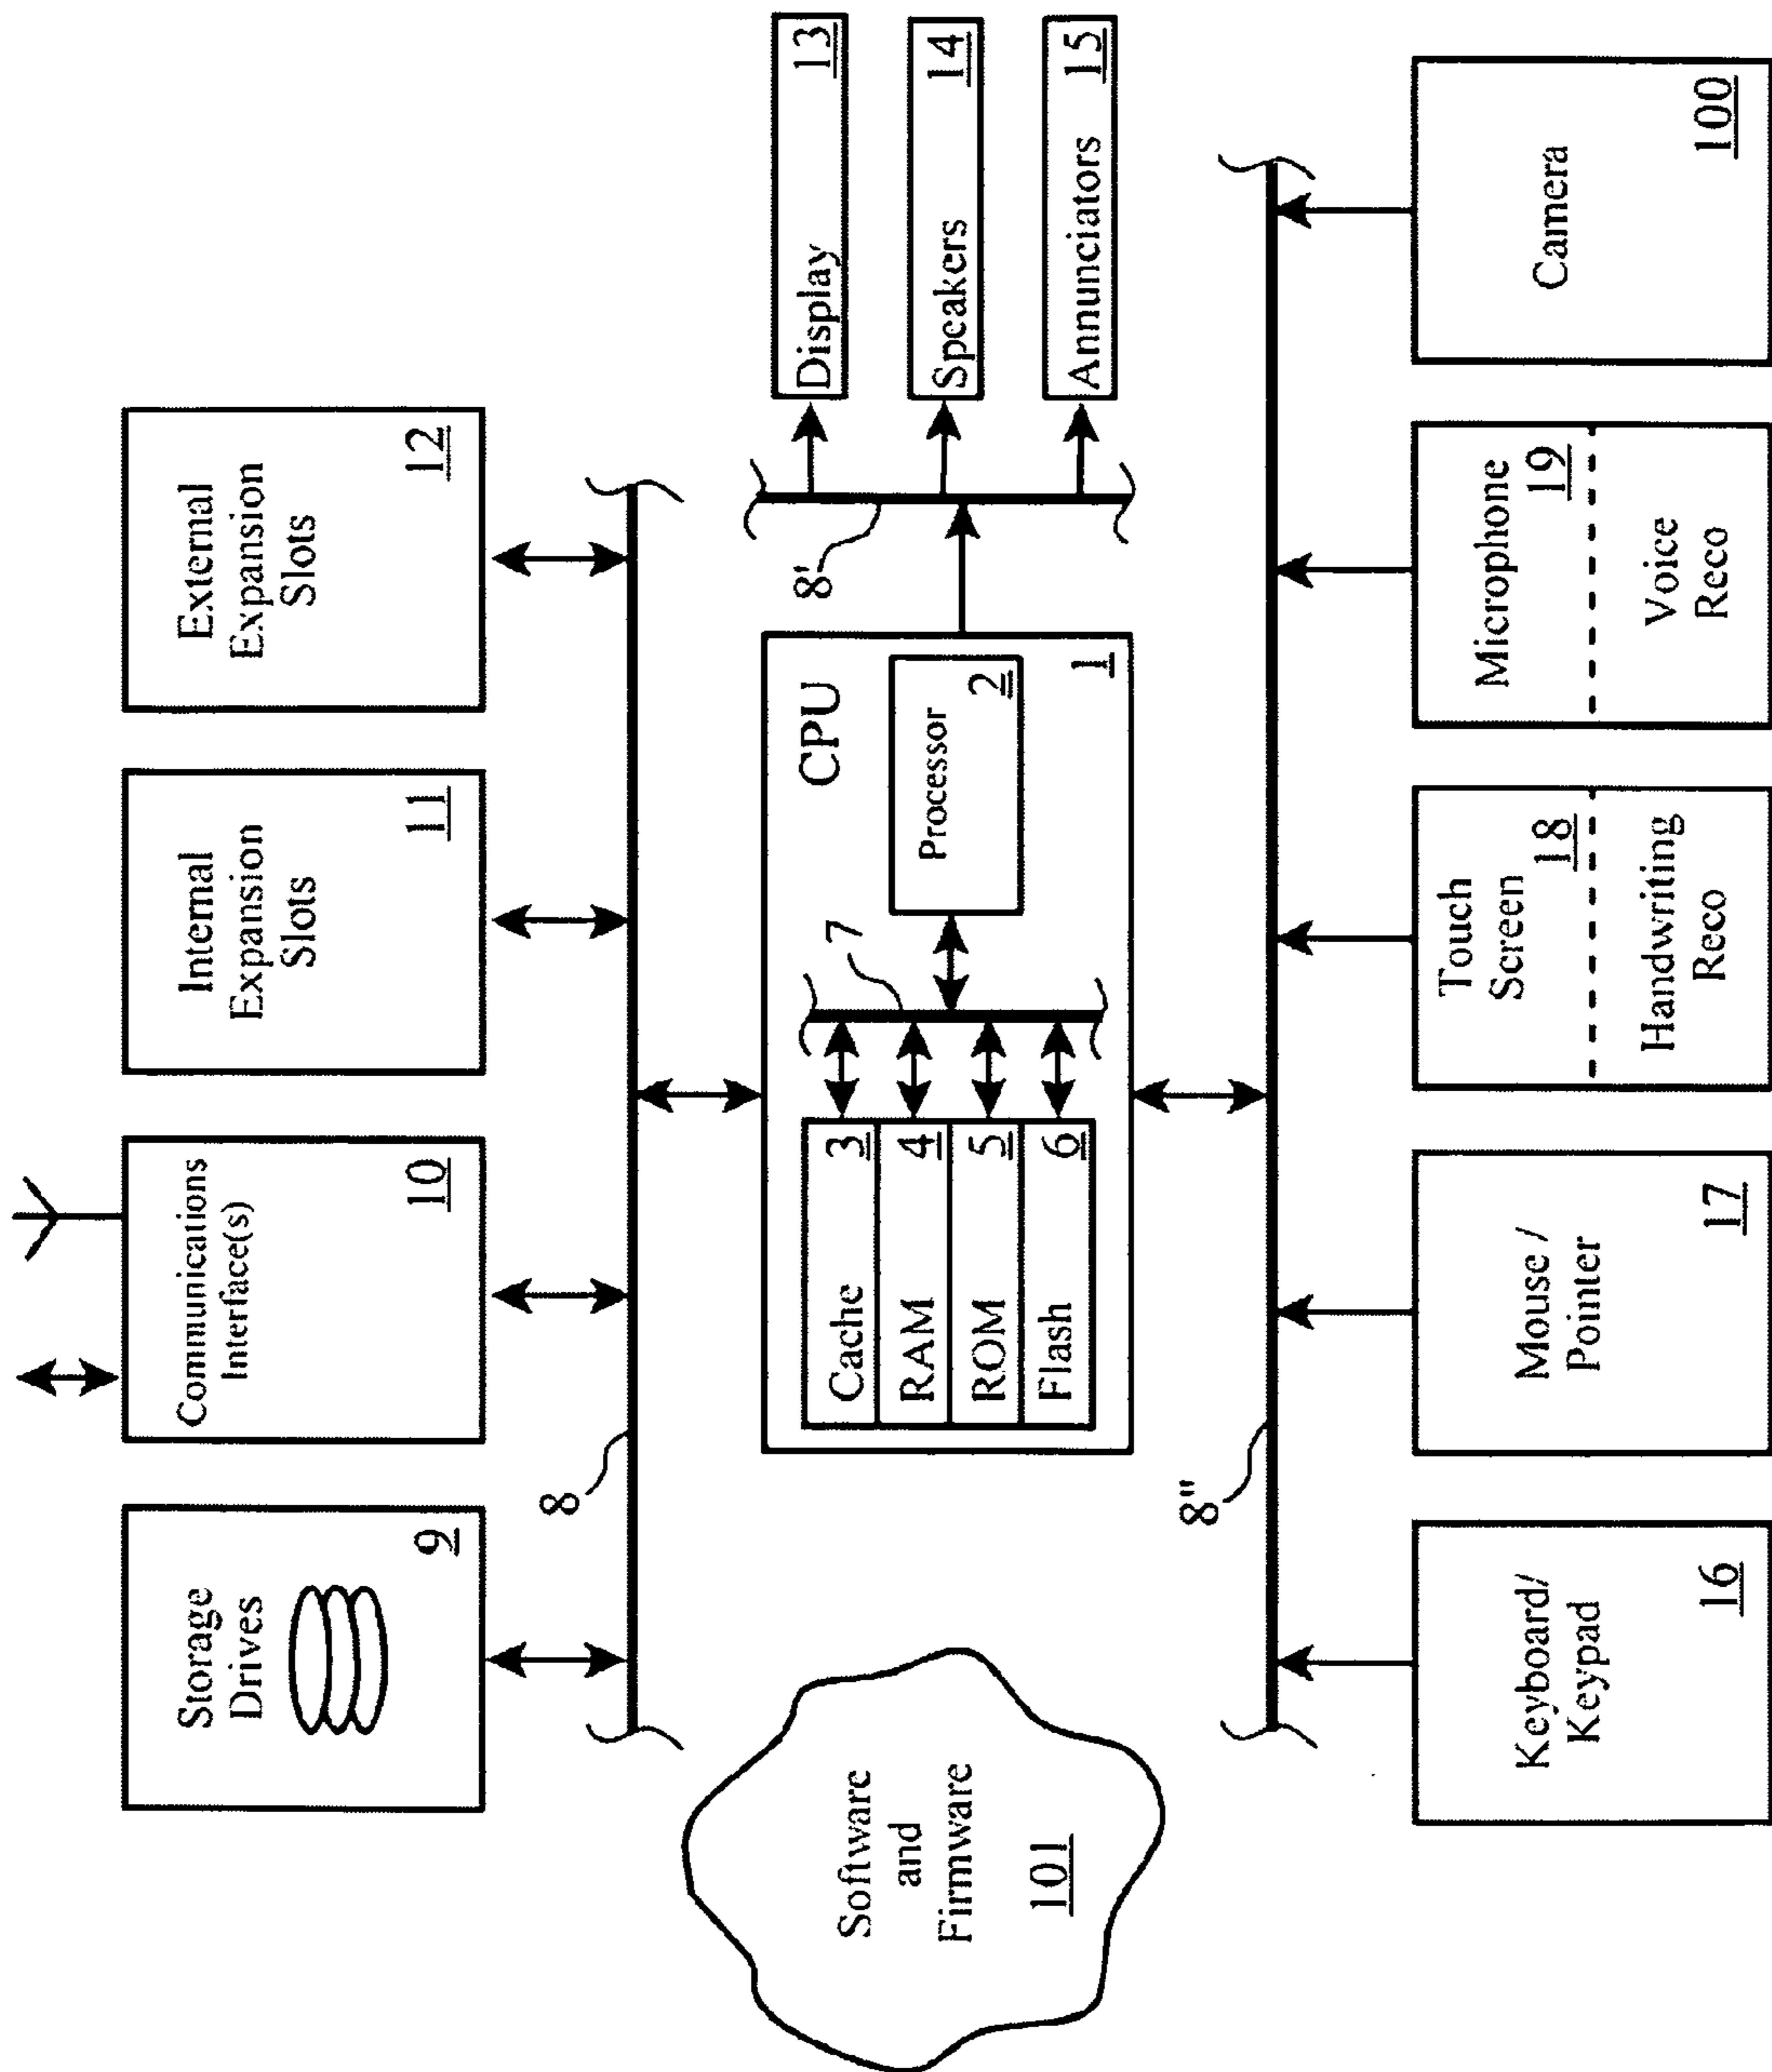 Storage
Drives
9
Communications
Interface(s)
10
Internal
Expansion
Slots
11
External
Expansion
Slots
12
8
Software
and
Firmware
101
CPU
Cache 3
RAM 4
ROM 5
Flash 6
7
Processor
2
1
8'
Display 13
Speakers 14
Annunciators 15
8"
Keyboard/
Keypad
16
Mouse /
Pointer
17
Touch
Screen
18
Handwriting
Reco
Microphone
19
Voice
Reco
Camera
100